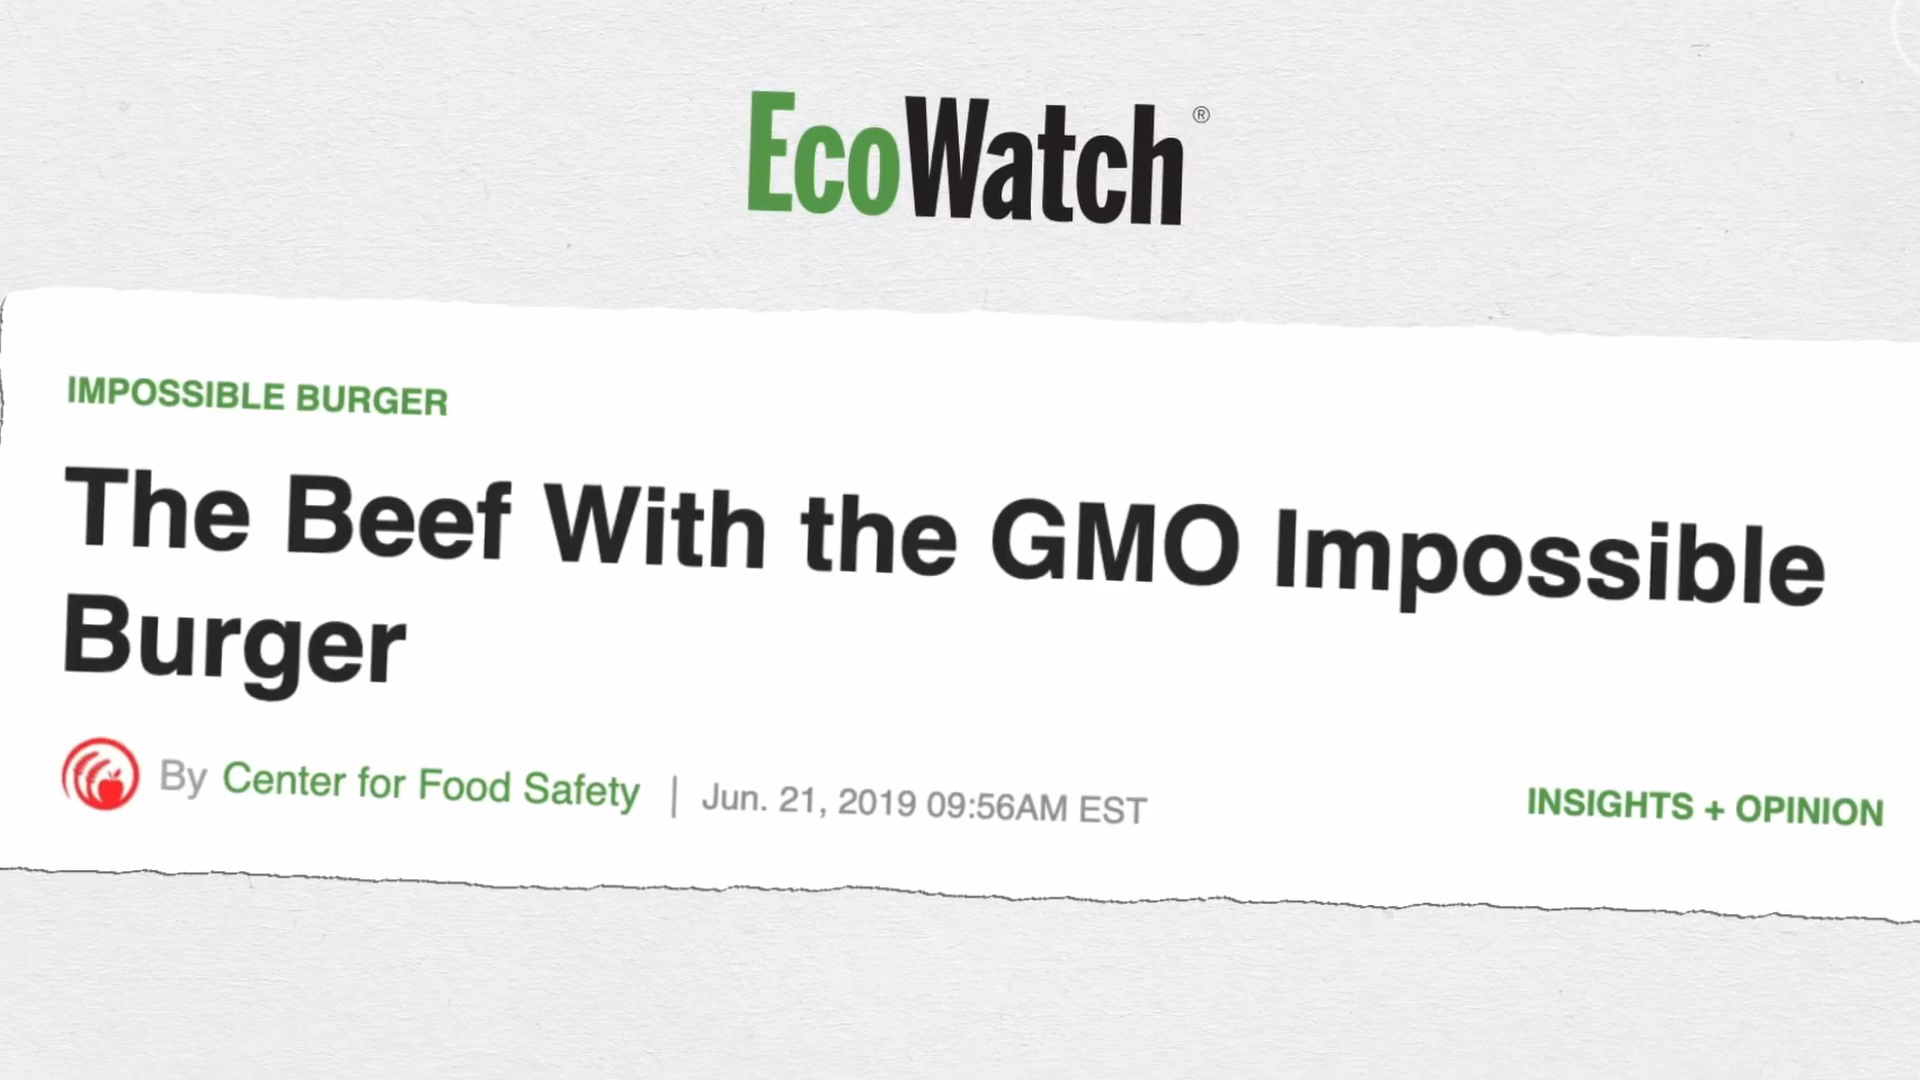 EcoWatch®
IMPOSSIBLE BURGER
The Beef With the GMO Impossible
Burger
By Center for Food Safety | Jun. 21, 2019 09:56AM EST
INSIGHTS + OPINION